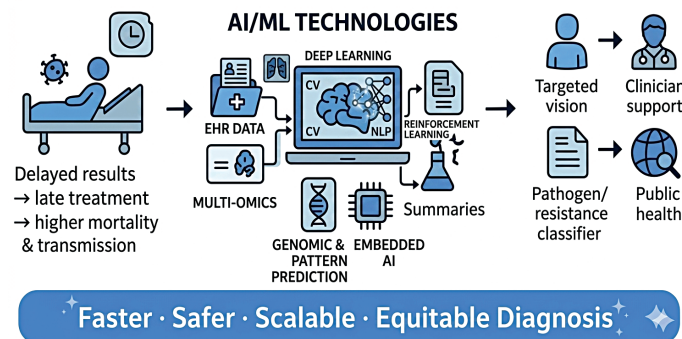 AI/ML TECHNOLOGIES
Delayed results
→ late treatment
→ higher mortality
& transmission
EHR DATA
MULTI-OMICS
DEEP LEARNING
CV
CV
NLP
REINFORCEMENT
LEARNING
Summaries
GENOMIC &
PATTERN
PREDICTION
EMBEDDED
AI
Targeted
vision
Clinician
support
Pathogen/
resistance
classifier
Public
health
Faster · Safer · Scalable · Equitable Diagnosis